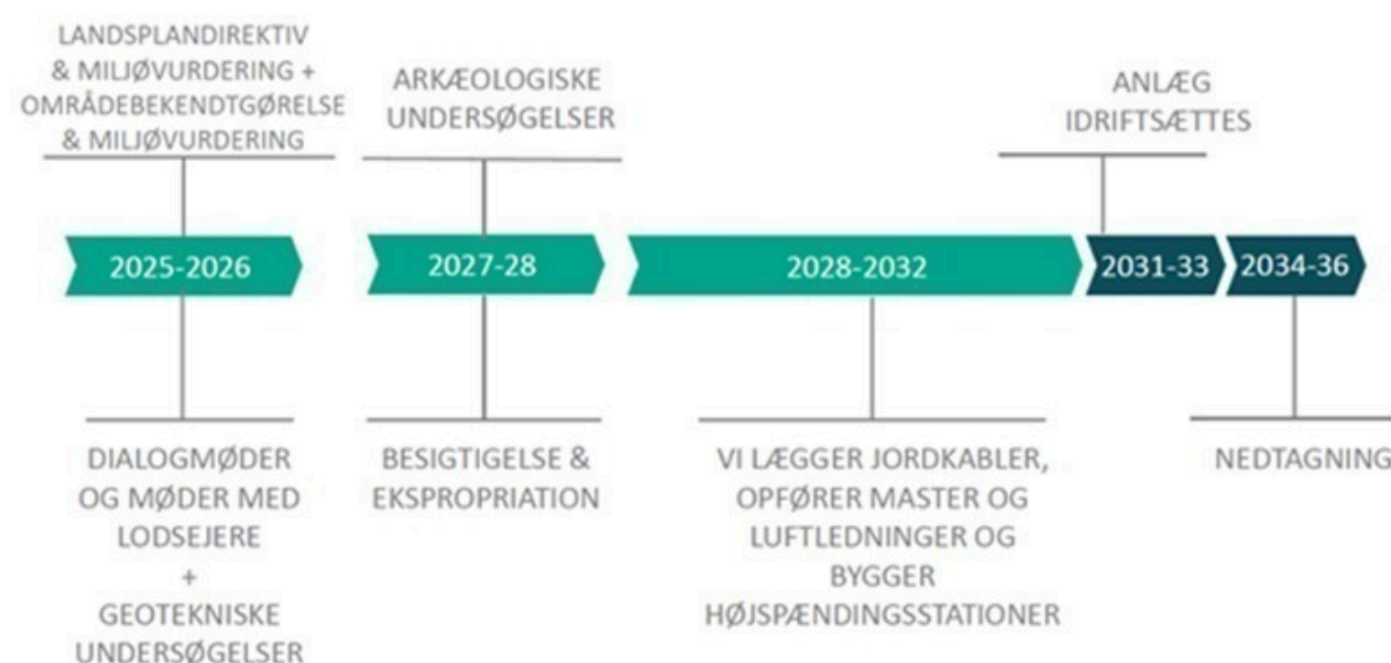 LANDSPLANDIREKTIV
& MILJØVURDERING +
OMRÅDEBEKENDTGØRELSE
& MILJØVURDERING
ARKÆOLOGISKE
UNDERSØGELSER
ANLÆG
IDRIFTSÆTTES
2025-2026
2027-28
2028-2032
2031-33
2034-36
DIALOGMØDER
OG MØDER MED
LODSEJERE
+
GEOTEKNISKE
UNDERSØGELSER
BESIGTIGELSE &
EKSPROPRIATION
VI LÆGGER JORDKABLER,
OPFØRER MASTER OG
LUFTLEDNINGER OG
BYGGER
HØJSPÆNDINGSSTATIONER
NEDTAGNING